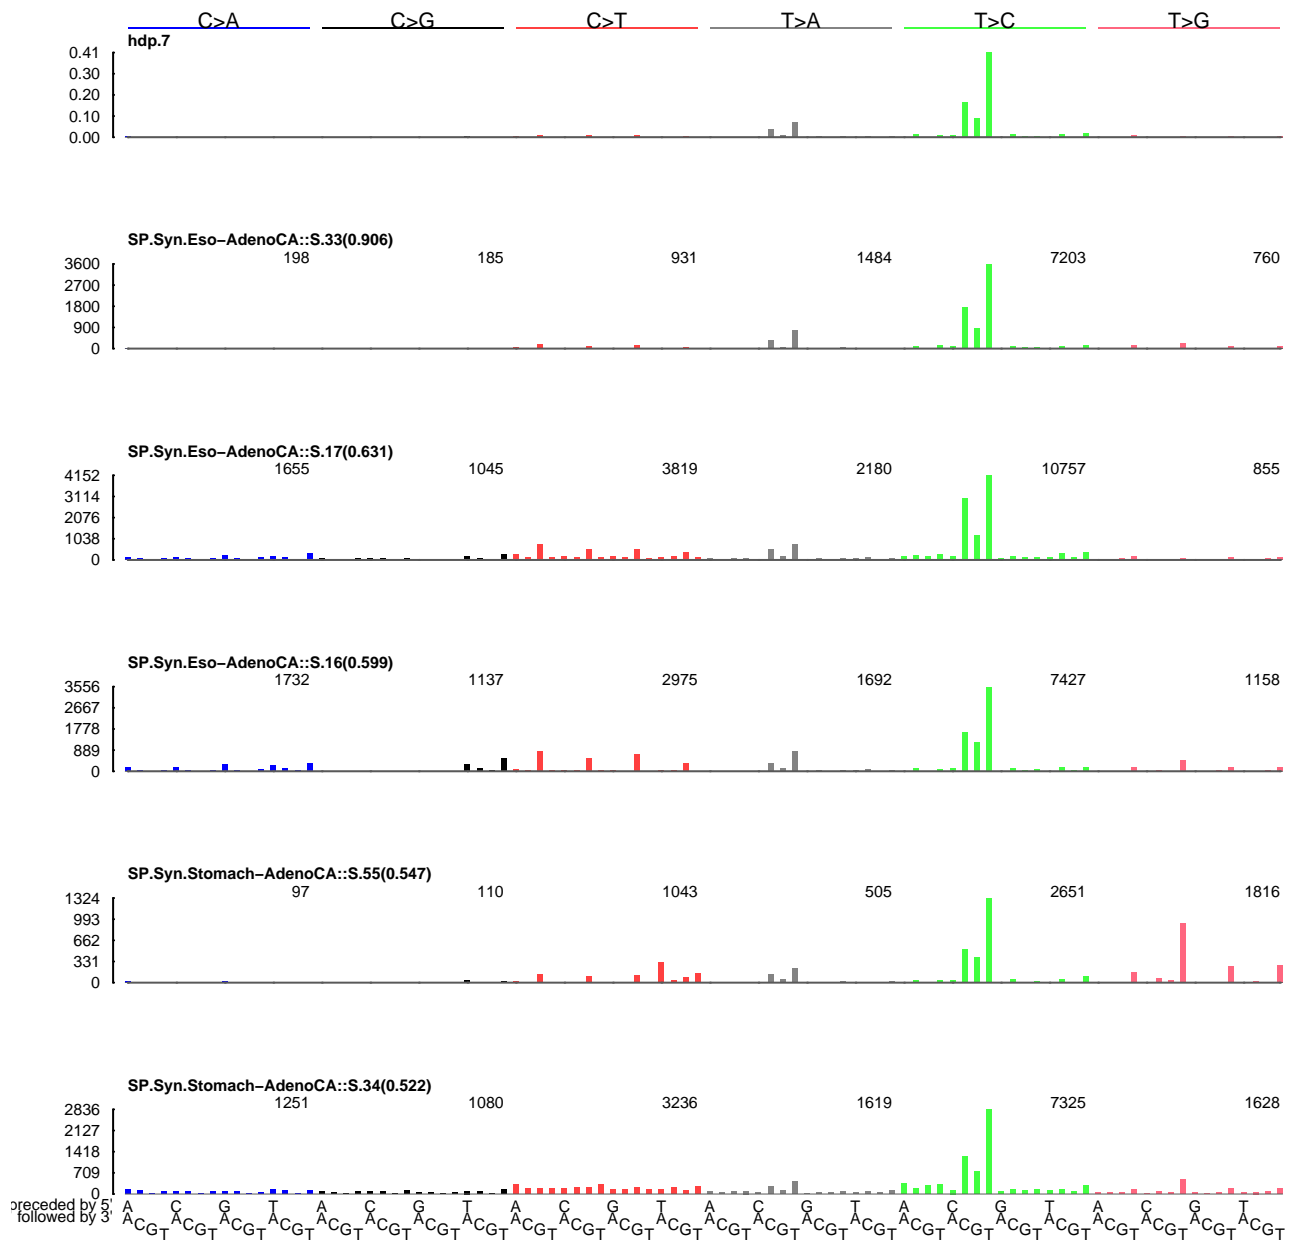 C>A C>G C>T T>A T>C T>G
hdp.7
0.41
0.30
0.20
0.10
0.00
SP.Syn.Eso−AdenoCA::S.33(0.906)
198 185 931 1484 7203 760
3600
2700
1800
900
0
SP.Syn.Eso−AdenoCA::S.17(0.631)
1655 1045 3819 2180 10757 855
4152
3114
2076
1038
0
SP.Syn.Eso−AdenoCA::S.16(0.599)
1732 1137 2975 1692 7427 1158
3556
2667
1778
889
0
SP.Syn.Stomach−AdenoCA::S.55(0.547)
97 110 1043 505 2651 1816
1324
993
662
331
0
SP.Syn.Stomach−AdenoCA::S.34(0.522)
1251 1080 3236 1619 7325 1628
2836
2127
1418
709
0
preceded by 5' A C G T A C G T A C G T A C G T A C G T A C G T
followed by 3' A C G T A C G T A C G T A C G T A C G T A C G T A C G T A C G T A C G T A C G T A C G T A C G T A C G T A C G T A C G T A C G T A C G T A C G T A C G T A C G T A C G T A C G T A C G T A C G T